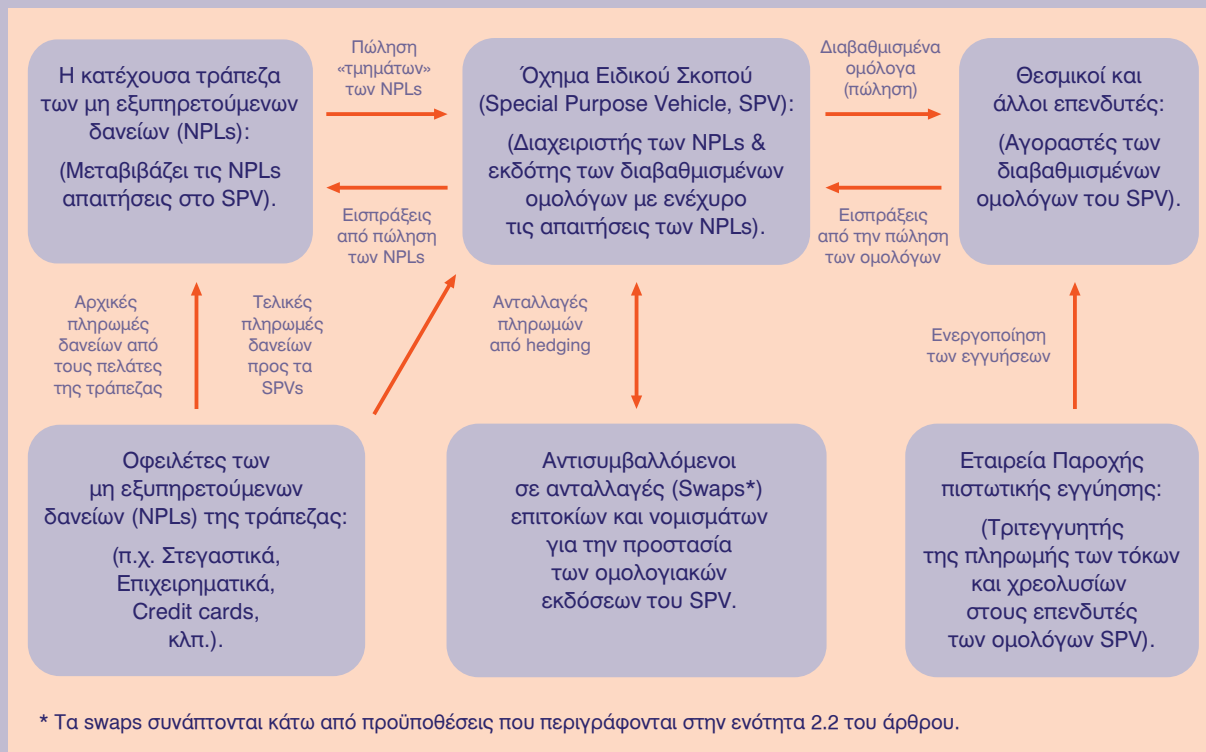 Η κατέχουσα τράπεζα
των μη εξυπηρετούμενων
δανείων (NPLs):
(Μεταβιβάζει τις NPLs
απαιτήσεις στο SPV).
Πώληση
«τμημάτων»
των NPLs
Εισπράξεις
από πώληση
των NPLs
Όχημα Ειδικού Σκοπού
(Special Purpose Vehicle, SPV):
(Διαχειριστής των NPLs &
εκδότης των διαβαθμισμένων
ομολόγων με ενέχυρο
τις απαιτήσεις των NPLs).
Διαβαθμισμένα
ομόλογα
(πώληση)
Εισπράξεις
από την πώληση
των ομολόγων
Θεσμικοί και
άλλοι επενδυτές:
(Αγοραστές των
διαβαθμισμένων
ομολόγων του SPV).
Αρχικές
πληρωμές
δανείων από
τους πελάτες
της τράπεζας
Τελικές
πληρωμές
δανείων
προς τα
SPVs
Ανταλλαγές
πληρωμών
από hedging
Ενεργοποίηση
των εγγυήσεων
Οφειλέτες των
μη εξυπηρετούμενων
δανείων (NPLs) της τράπεζας:
(π.χ. Στεγαστικά,
Επιχειρηματικά,
Credit cards,
κλπ.).
Αντισυμβαλλόμενοι
σε ανταλλαγές (Swaps*)
επιτοκίων και νομισμάτων
για την προστασία
των ομολογιακών
εκδόσεων του SPV.
Εταιρεία Παροχής
πιστωτικής εγγύησης:
(Τριτεγγυητής
της πληρωμής των τόκων
και χρεολυσίων
στους επενδυτές
των ομολόγων SPV).
* Τα swaps συνάπτονται κάτω από προϋποθέσεις που περιγράφονται στην ενότητα 2.2 του άρθρου.